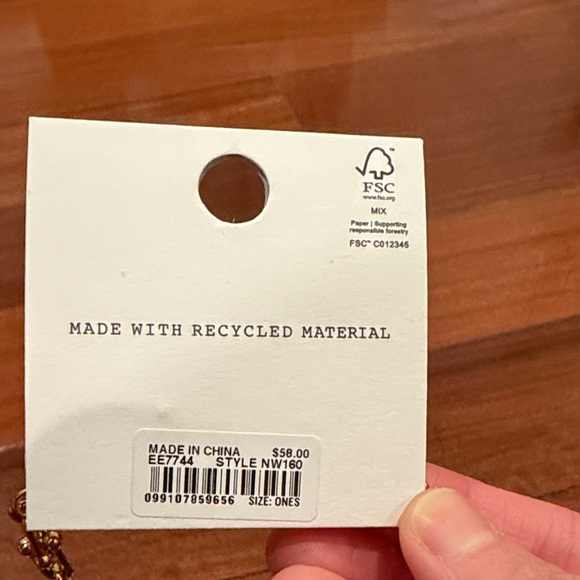 FSC™
www.fsc.org
MIX
Paper | Supporting
responsible forestry
FSC™ C012345
MADE WITH RECYCLED MATERIAL
MADE IN CHINA $58.00
EE7744 STYLE NW160
099107859656 SIZE: ONES